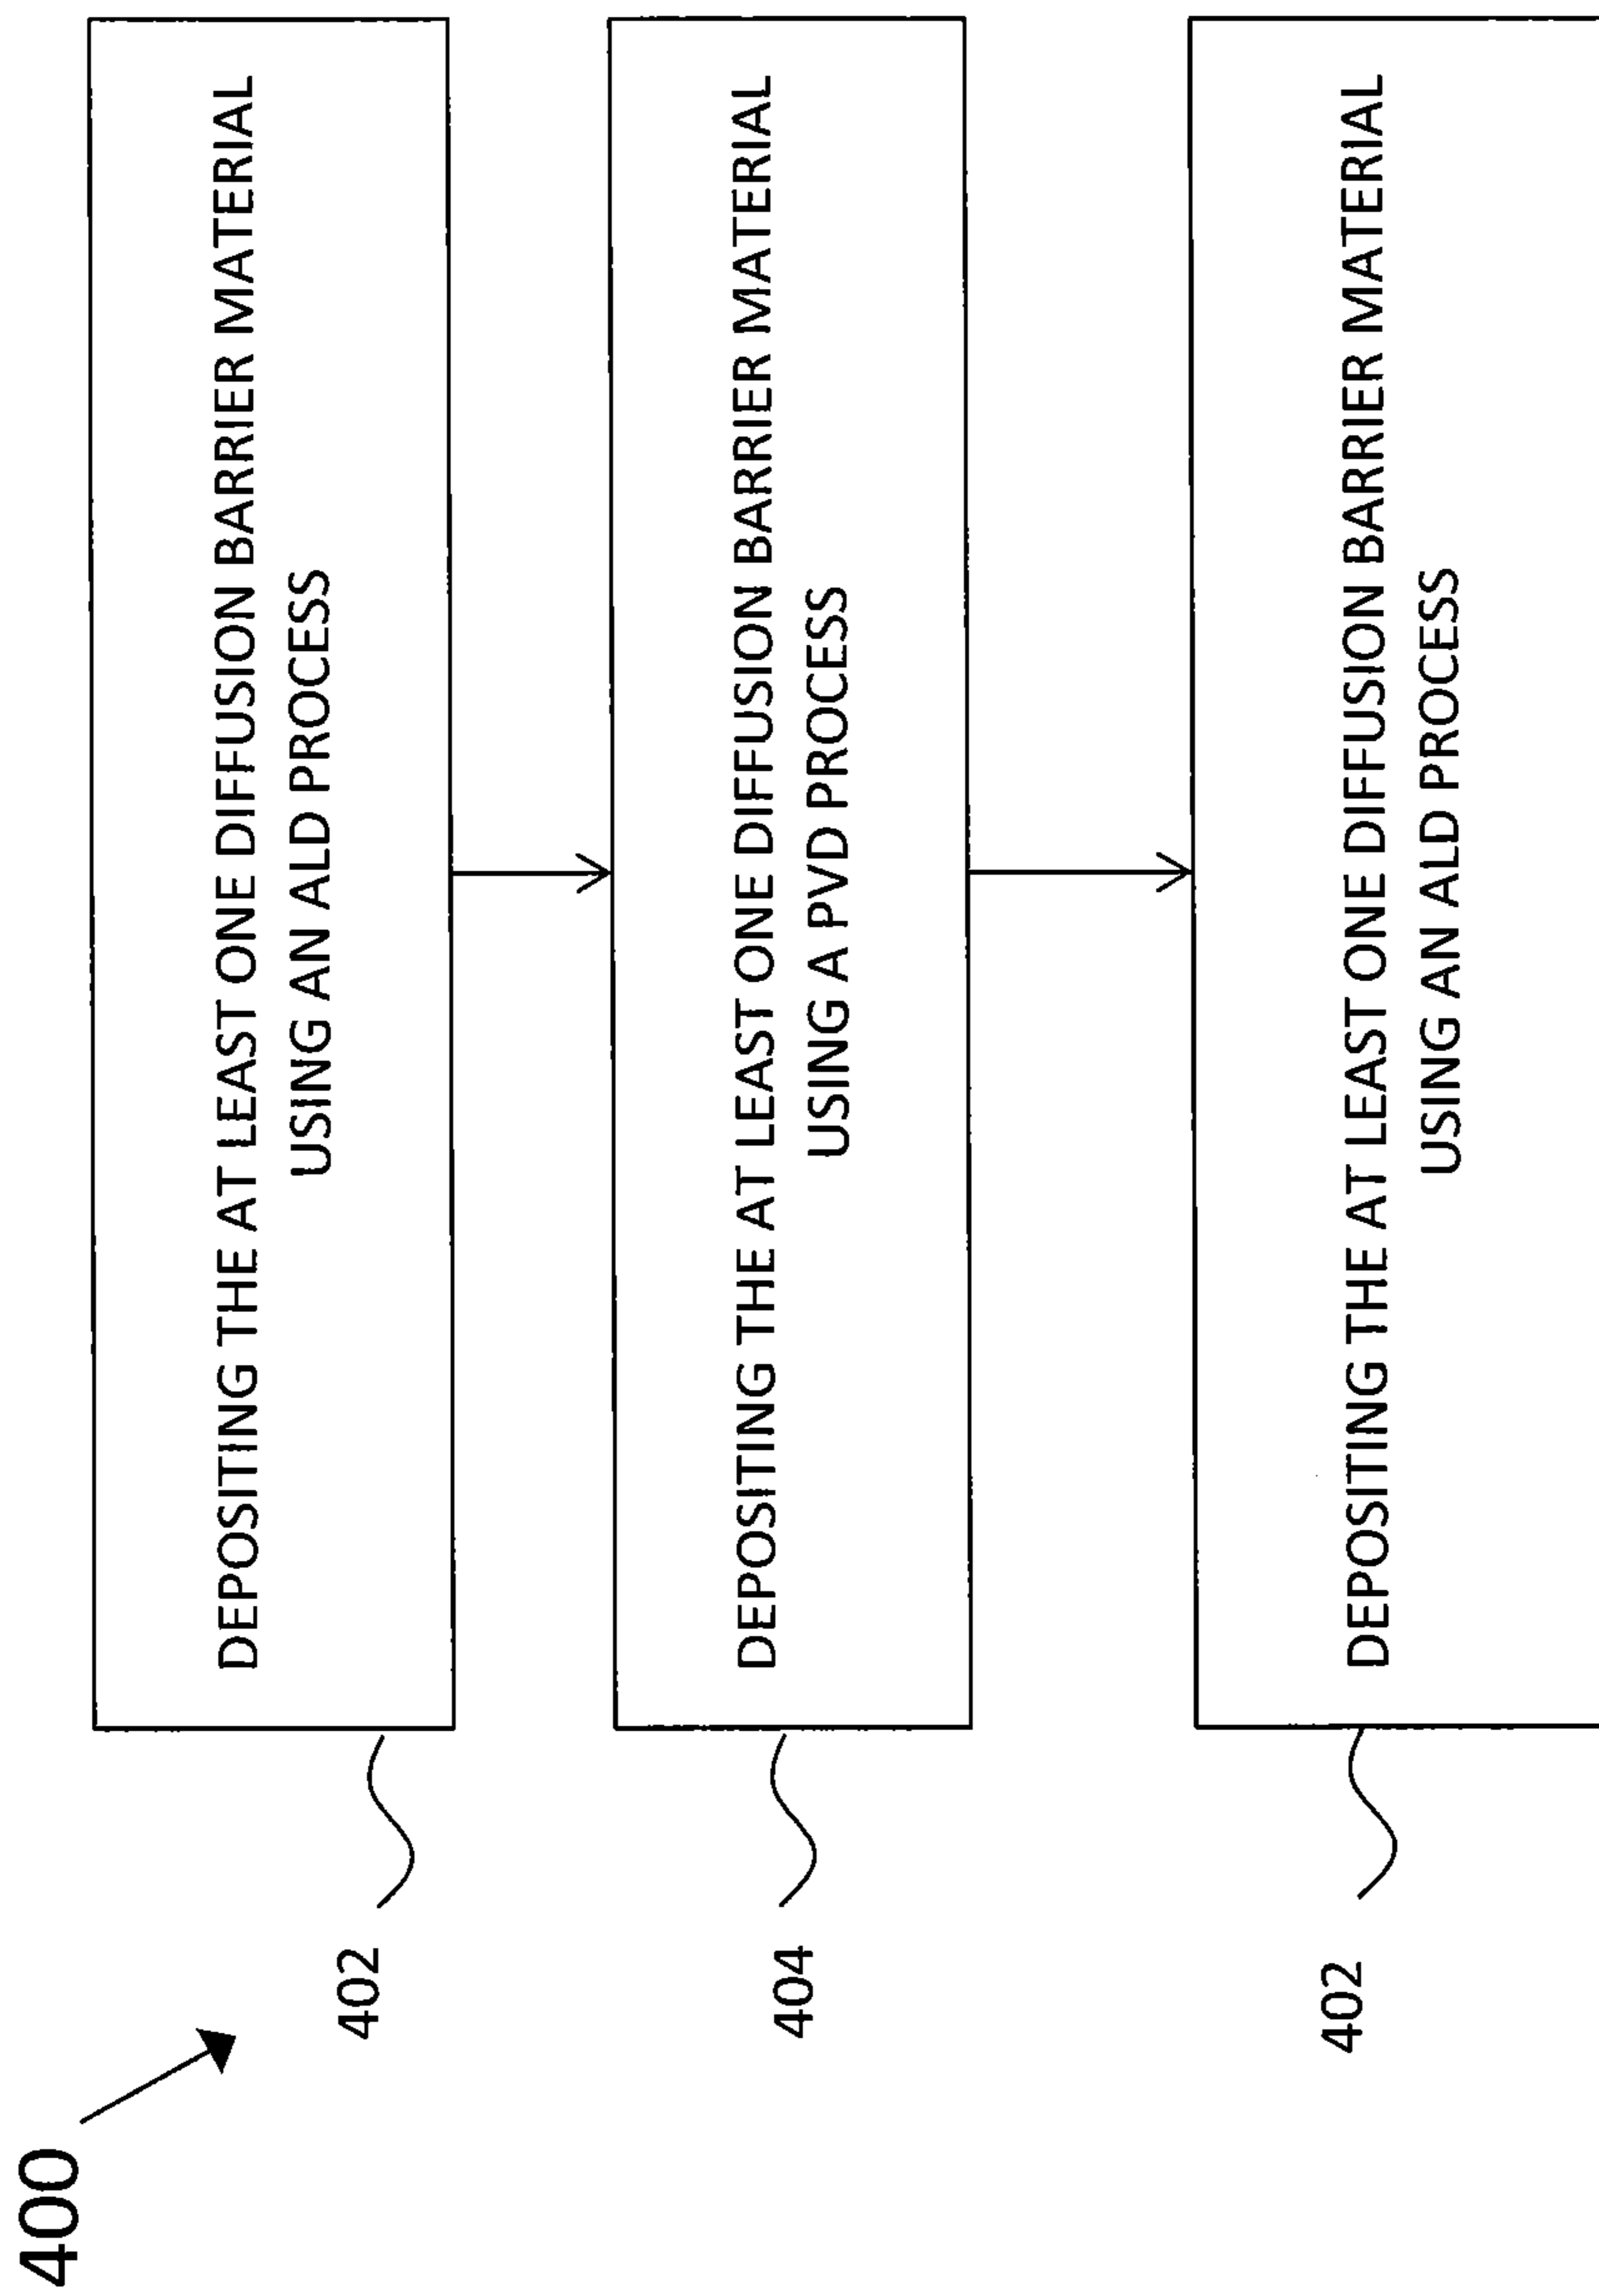 400
402
DEPOSITING THE AT LEAST ONE DIFFUSION BARRIER MATERIAL
USING AN ALD PROCESS
404
DEPOSITING THE AT LEAST ONE DIFFUSION BARRIER MATERIAL
USING A PVD PROCESS
402
DEPOSITING THE AT LEAST ONE DIFFUSION BARRIER MATERIAL
USING AN ALD PROCESS